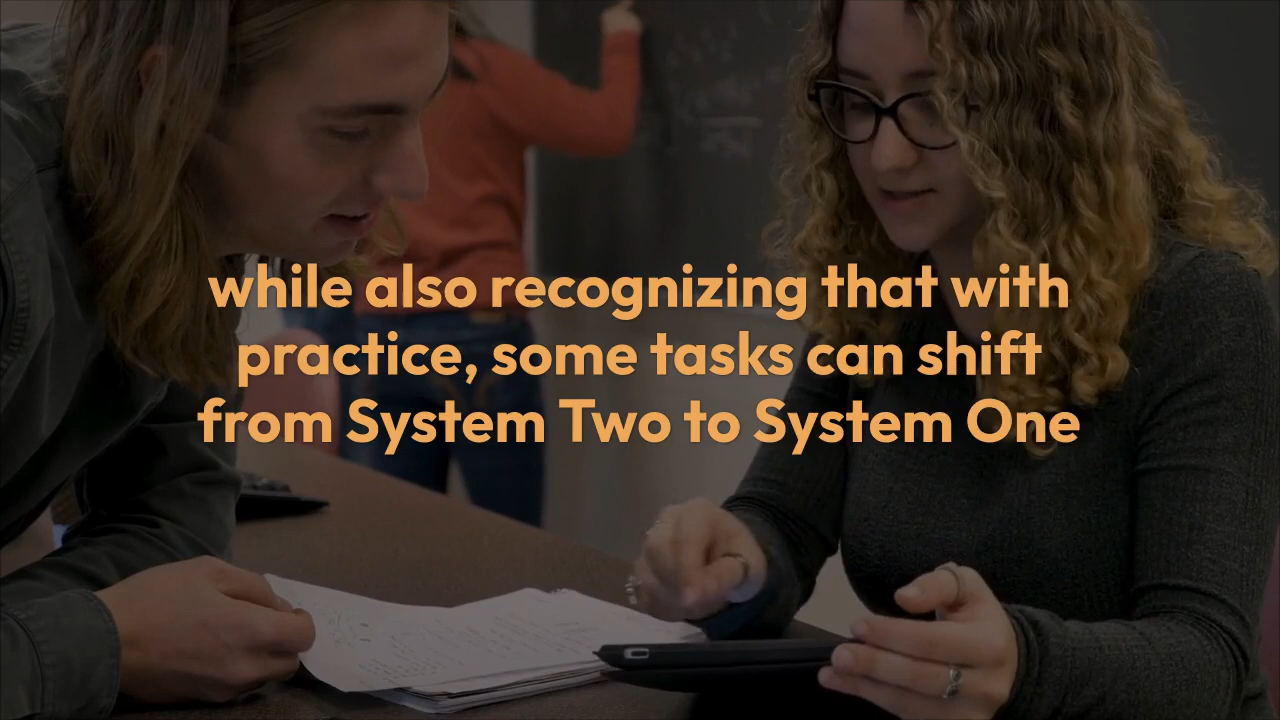 while also recognizing that with
practice, some tasks can shift
from System Two to System One